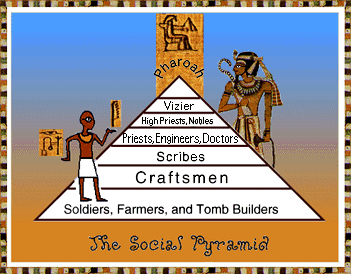 Pharoah
Vizier
High Priests, Nobles
Priests, Engineers, Doctors
Scribes
Craftsmen
Soldiers, Farmers, and Tomb Builders
The Social Pyramid